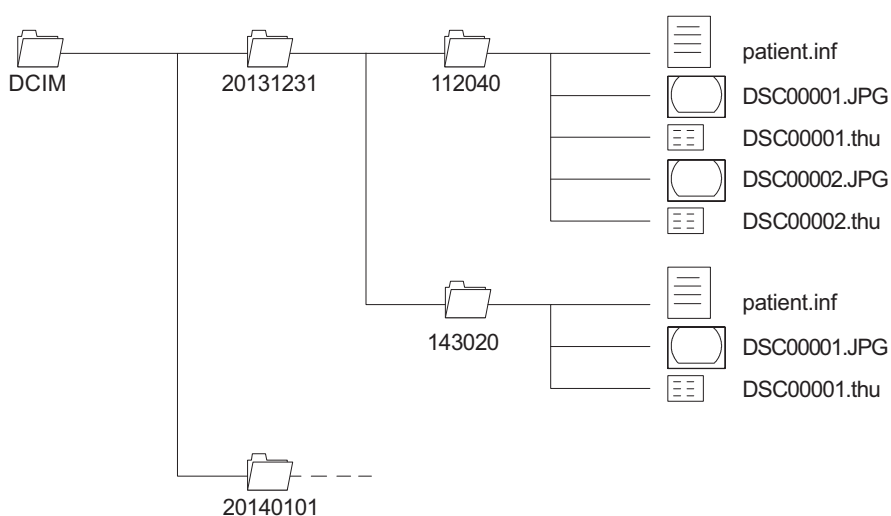 DCIM
20131231
112040
patient.inf
DSC00001.JPG
DSC00001.thu
DSC00002.JPG
DSC00002.thu
143020
patient.inf
DSC00001.JPG
DSC00001.thu
20140101